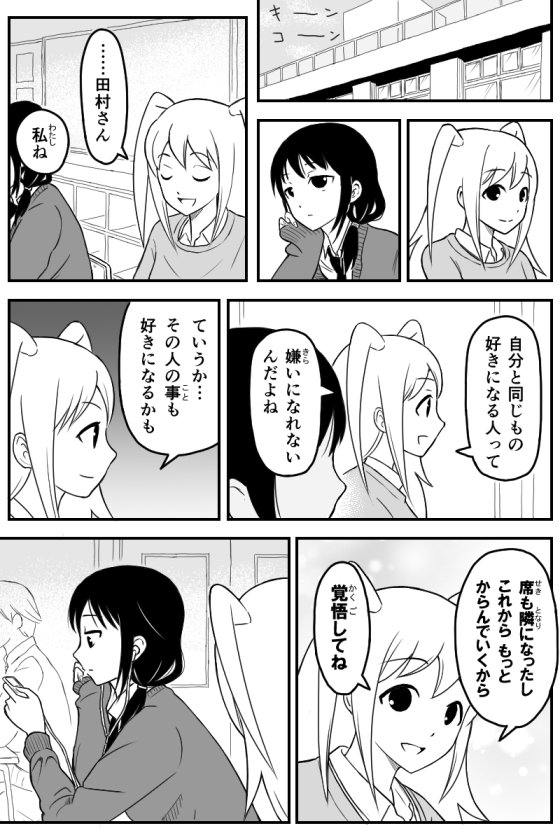 キーン
コーン
……田村さん
私ね
自分と同じもの
好きになる人って
嫌いになれない
んだよね
ていうか…
その人の事も
好きになるかも
席も隣になったし
これから もっと
からんでいくから
覚悟してね